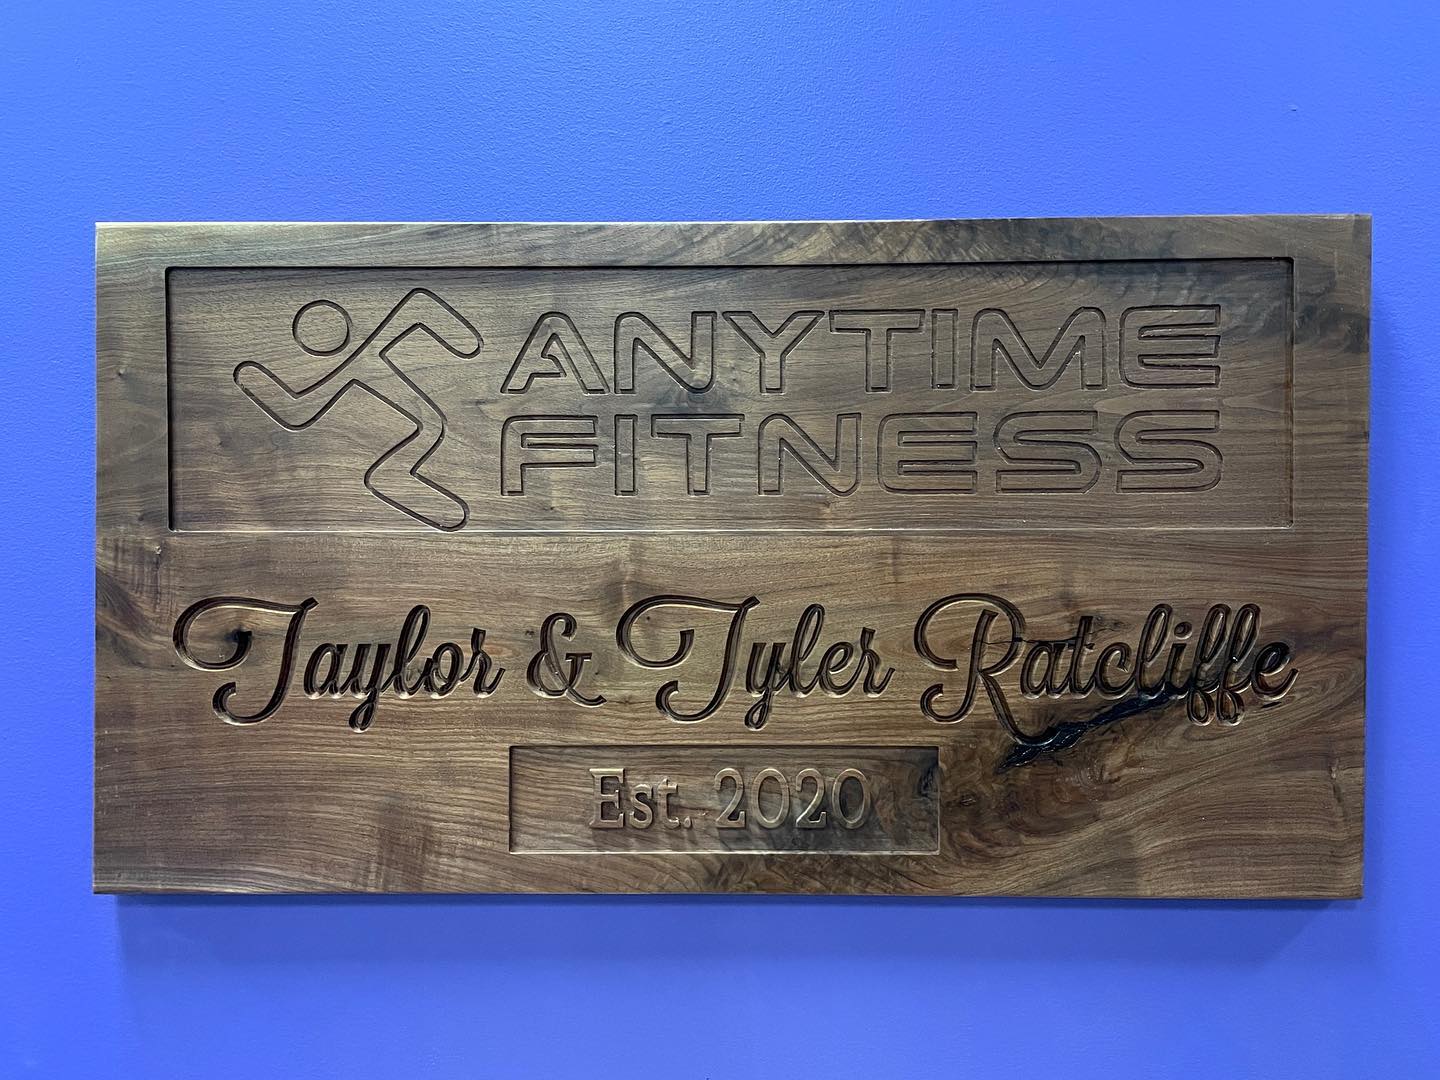 ANYTIME
FITNESS
Taylor & Tyler Ratcliffe
Est. 2020